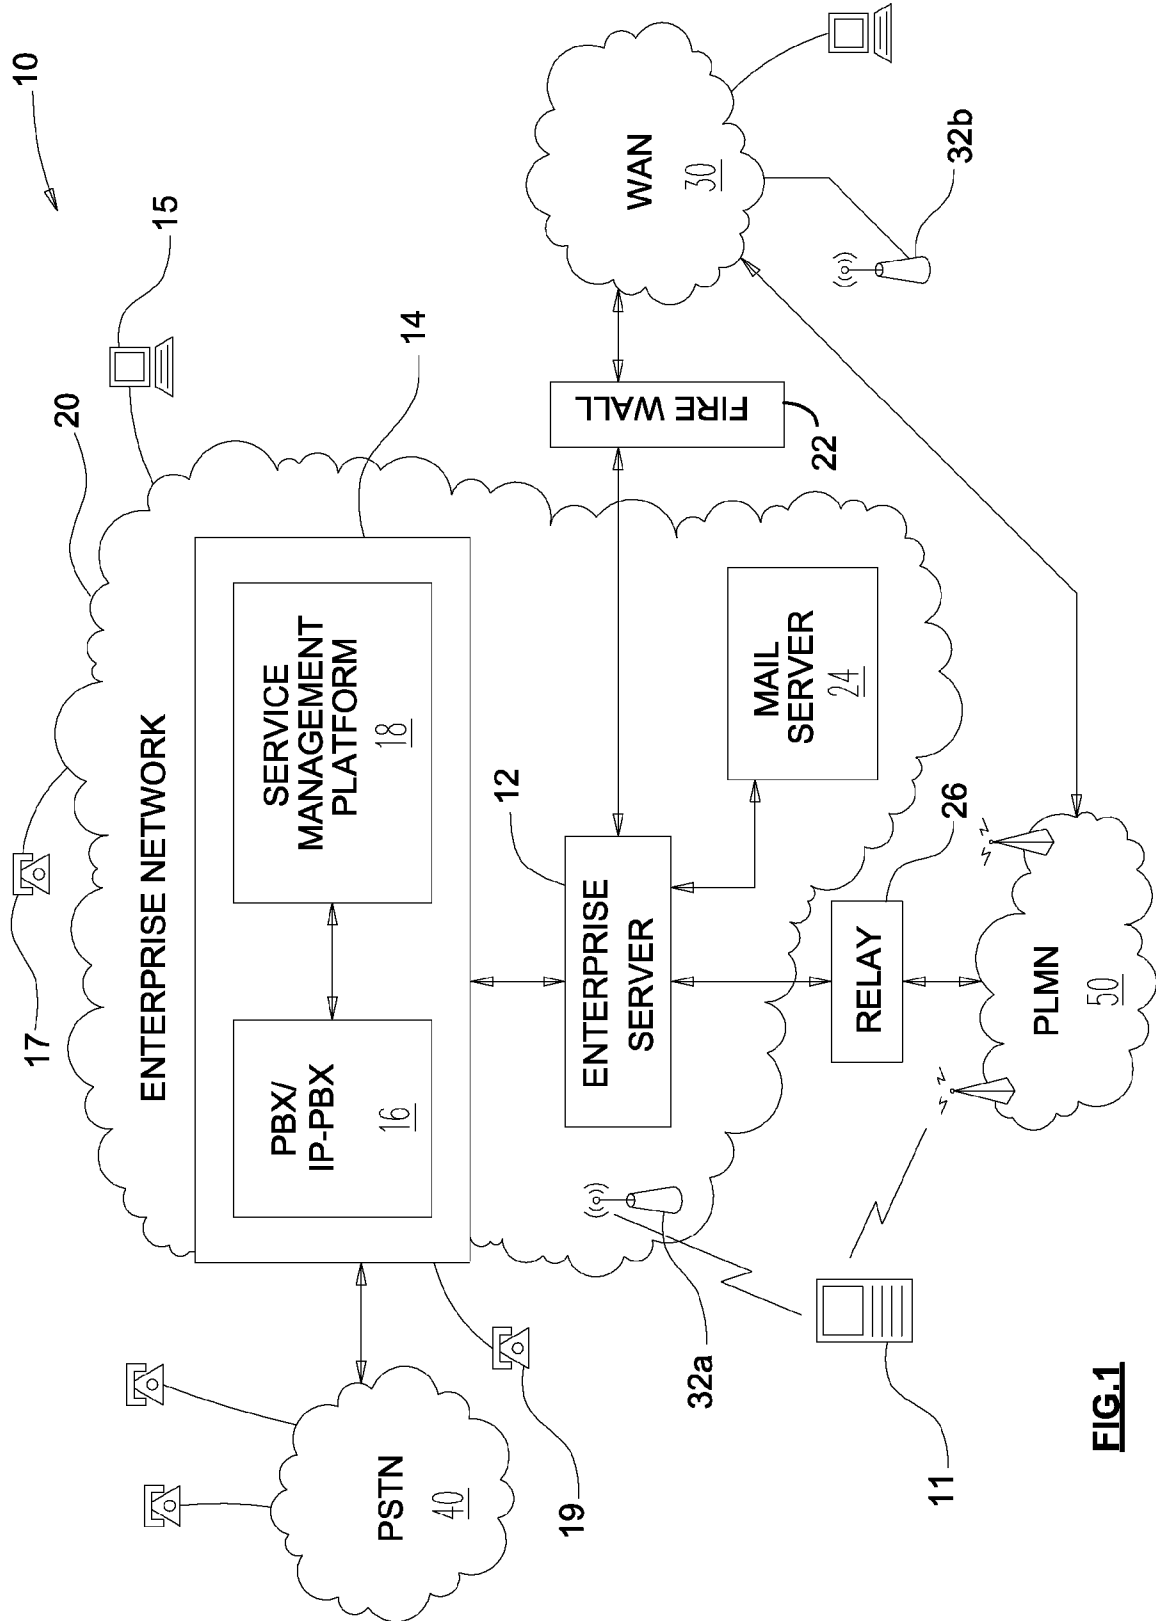 10
20
15
17
ENTERPRISE NETWORK
14
PBX/
IP-PBX
16
SERVICE
MANAGEMENT
PLATFORM
18
PSTN
40
19
ENTERPRISE
SERVER
12
FIRE WALL
22
WAN
30
32b
32a
MAIL
SERVER
24
RELAY
26
PLMN
50
11
FIG.1